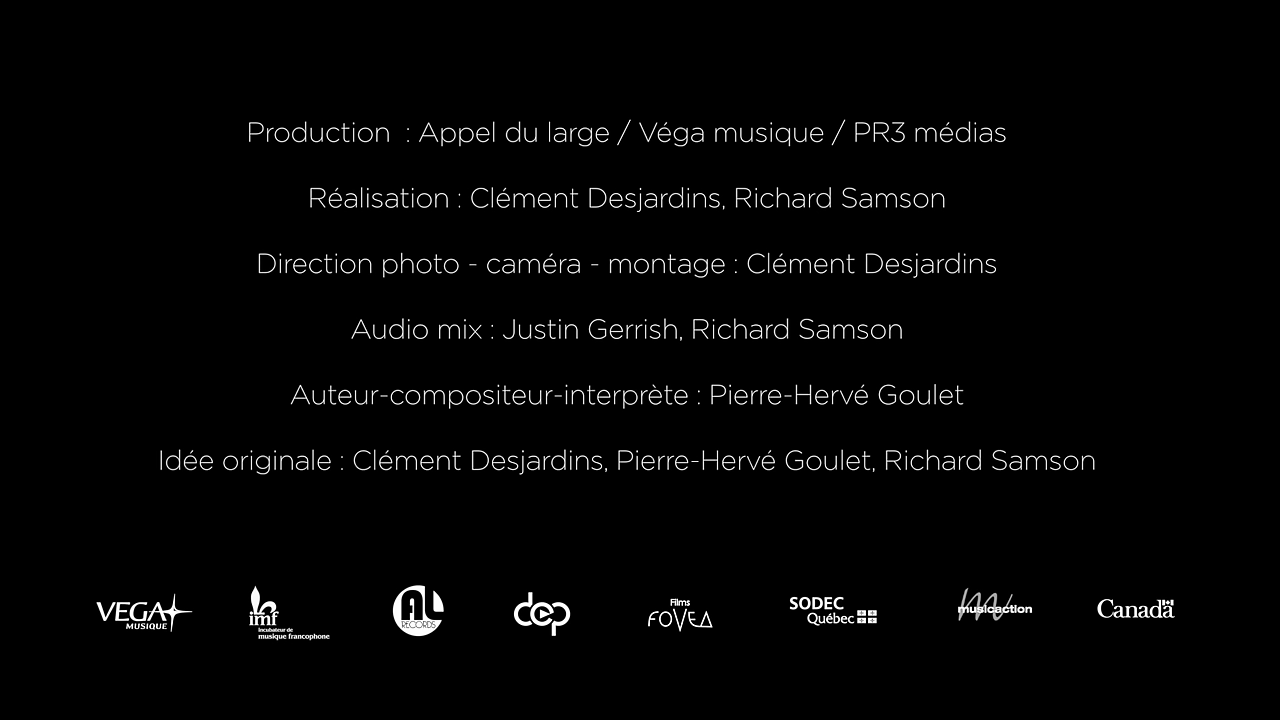 Production  : Appel du large / Véga musique / PR3 médias
Réalisation : Clément Desjardins, Richard Samson
Direction photo - caméra - montage : Clément Desjardins
Audio mix : Justin Gerrish, Richard Samson
Auteur-compositeur-interprète : Pierre-Hervé Goulet
Idée originale : Clément Desjardins, Pierre-Hervé Goulet, Richard Samson
VEGA
MUSIQUE
imf
Incubateur de
musique francophone
AL
RECORDS
dep
Films
FOVEA
SODEC
Québec
m
musicaction
Canada